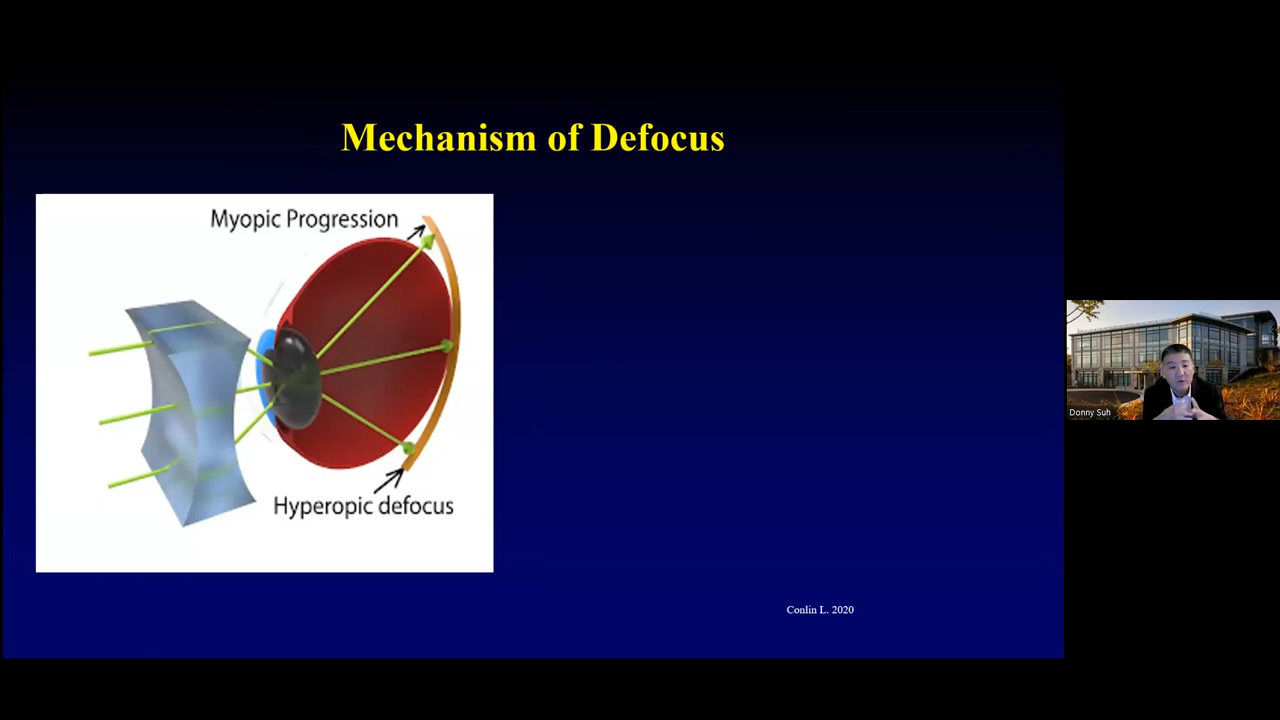 Mechanism of Defocus
Myopic Progression
Hyperopic defocus
Conlin L. 2020
Donny Suh